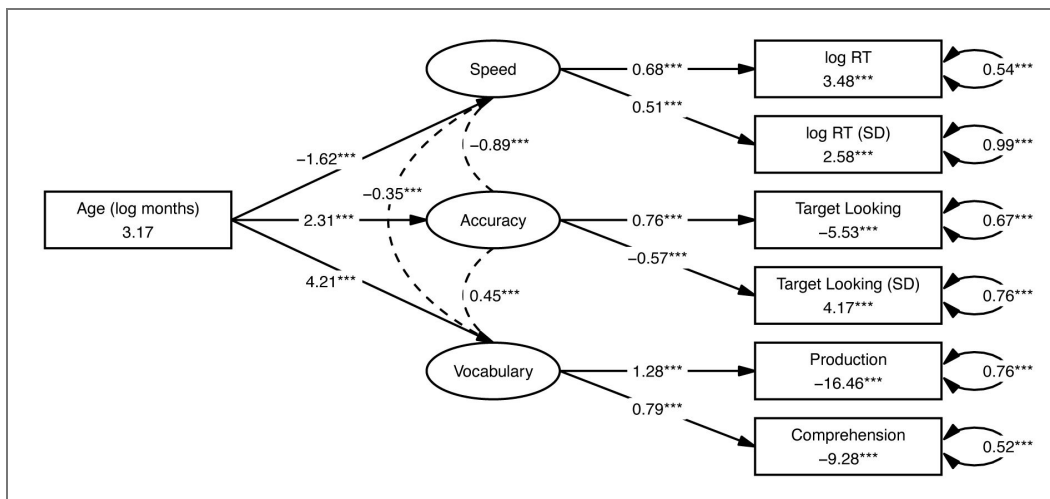 Speed
log RT
3.48***
0.68***
0.54***
0.51***
log RT (SD)
2.58***
0.99***
−0.89***
−1.62***
−0.35***
Age (log months)
3.17
2.31***
Accuracy
0.76***
Target Looking
−5.53***
0.67***
−0.57***
4.21***
0.45***
Target Looking (SD)
4.17***
0.76***
Vocabulary
1.28***
Production
−16.46***
0.76***
0.79***
Comprehension
−9.28***
0.52***